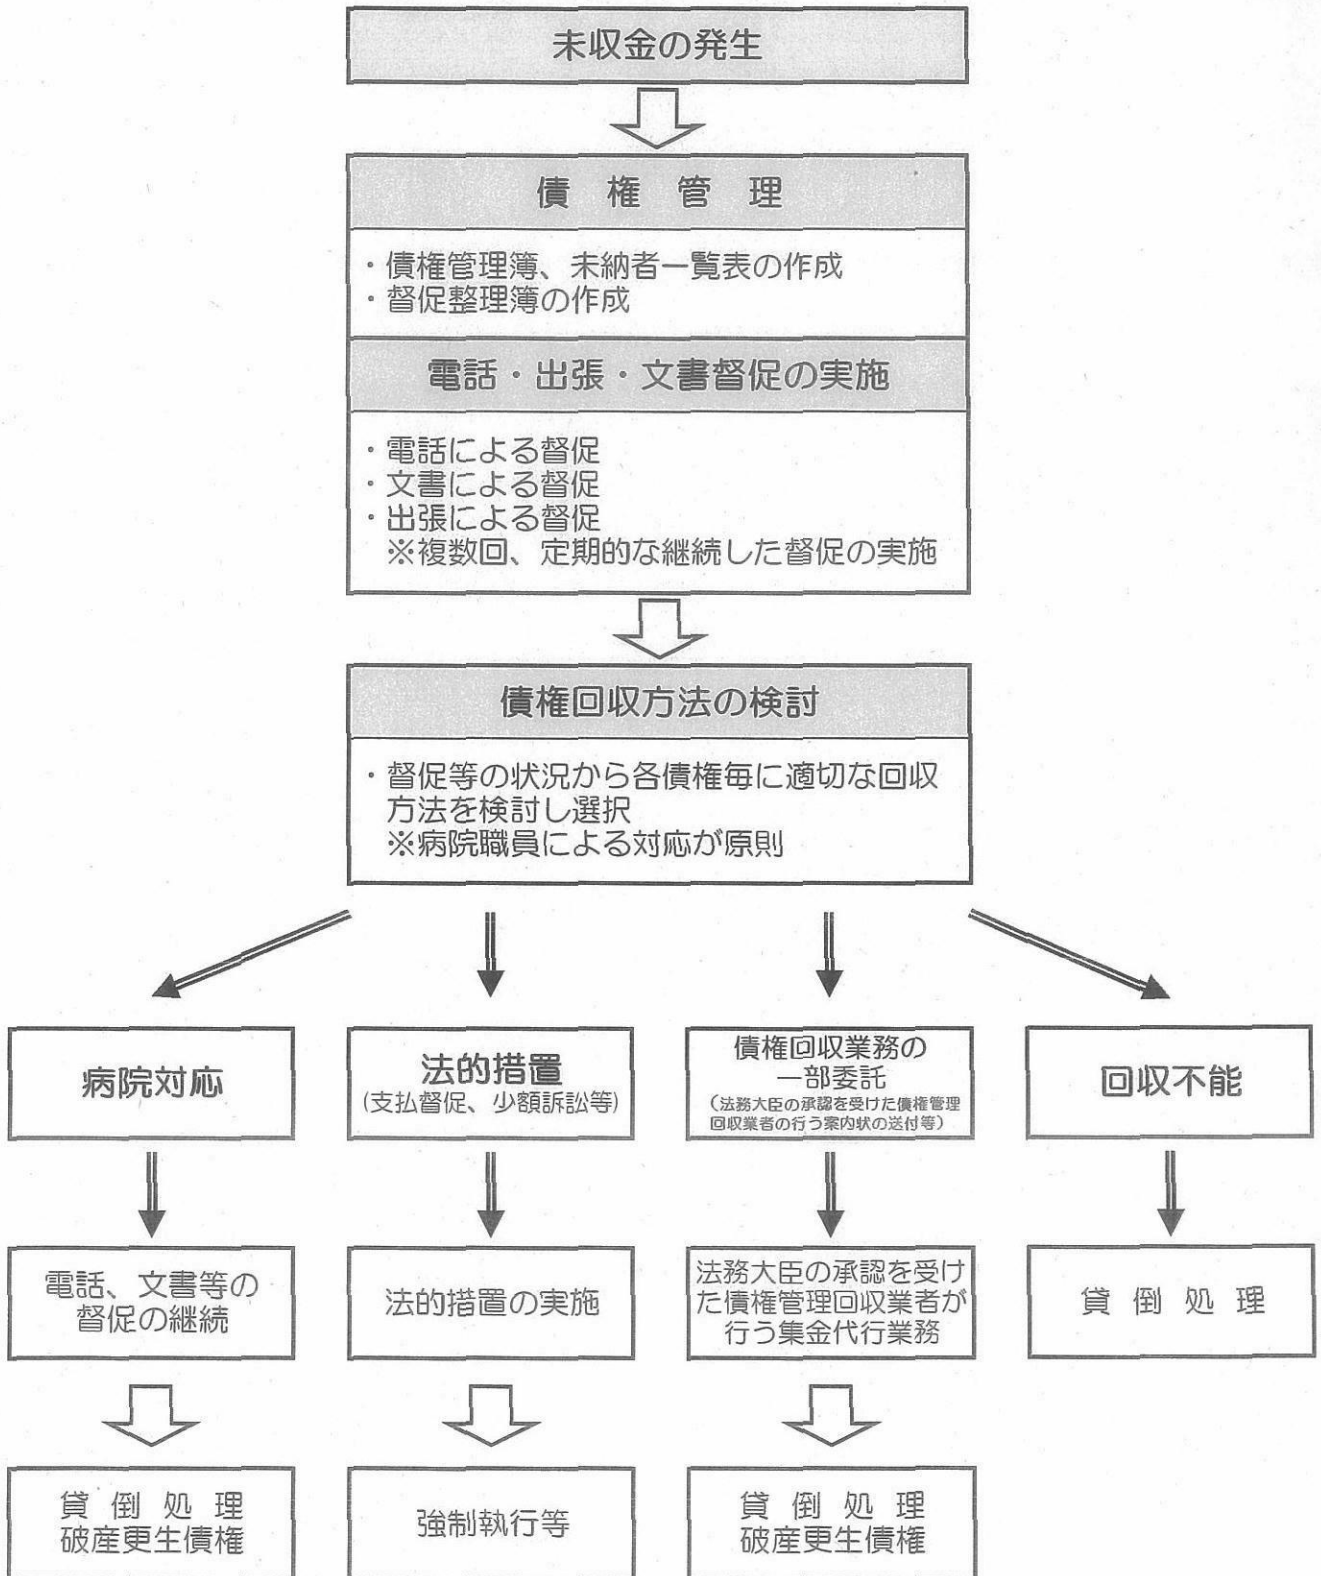 未収金の発生
債権管理
・債権管理簿、未納者一覧表の作成
・督促整理簿の作成
電話・出張・文書督促の実施
・電話による督促
・文書による督促
・出張による督促
※複数回、定期的な継続した督促の実施
債権回収方法の検討
・督促等の状況から各債権毎に適切な回収
方法を検討し選択
※病院職員による対応が原則
病院対応
法的措置
(支払督促、少額訴訟等)
債権回収業務の
一部委託
(法務大臣の承認を受けた債権管理
回収業者の行う案内状の送付等)
回収不能
電話、文書等の
督促の継続
法的措置の実施
法務大臣の承認を受け
た債権管理回収業者が
行う集金代行業務
貸倒処理
貸倒処理
破産更生債権
強制執行等
貸倒処理
破産更生債権